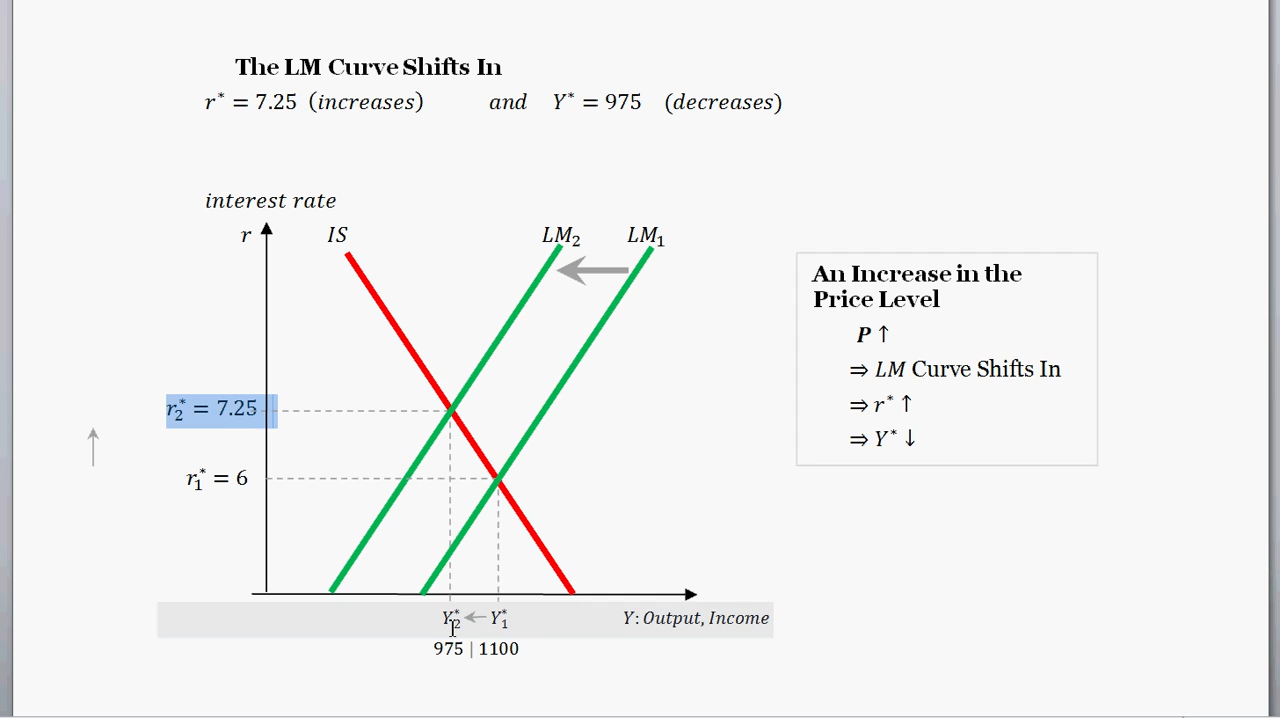 The LM Curve Shifts In
r* = 7.25 (increases) and Y* = 975 (decreases)
interest rate
r
IS
LM₂
LM₁
An Increase in the
Price Level
P ↑
⇒ LM Curve Shifts In
⇒ r* ↑
⇒ Y* ↓
r₂* = 7.25
r₁* = 6
Y₂* ← Y₁*
Y: Output, Income
975 | 1100